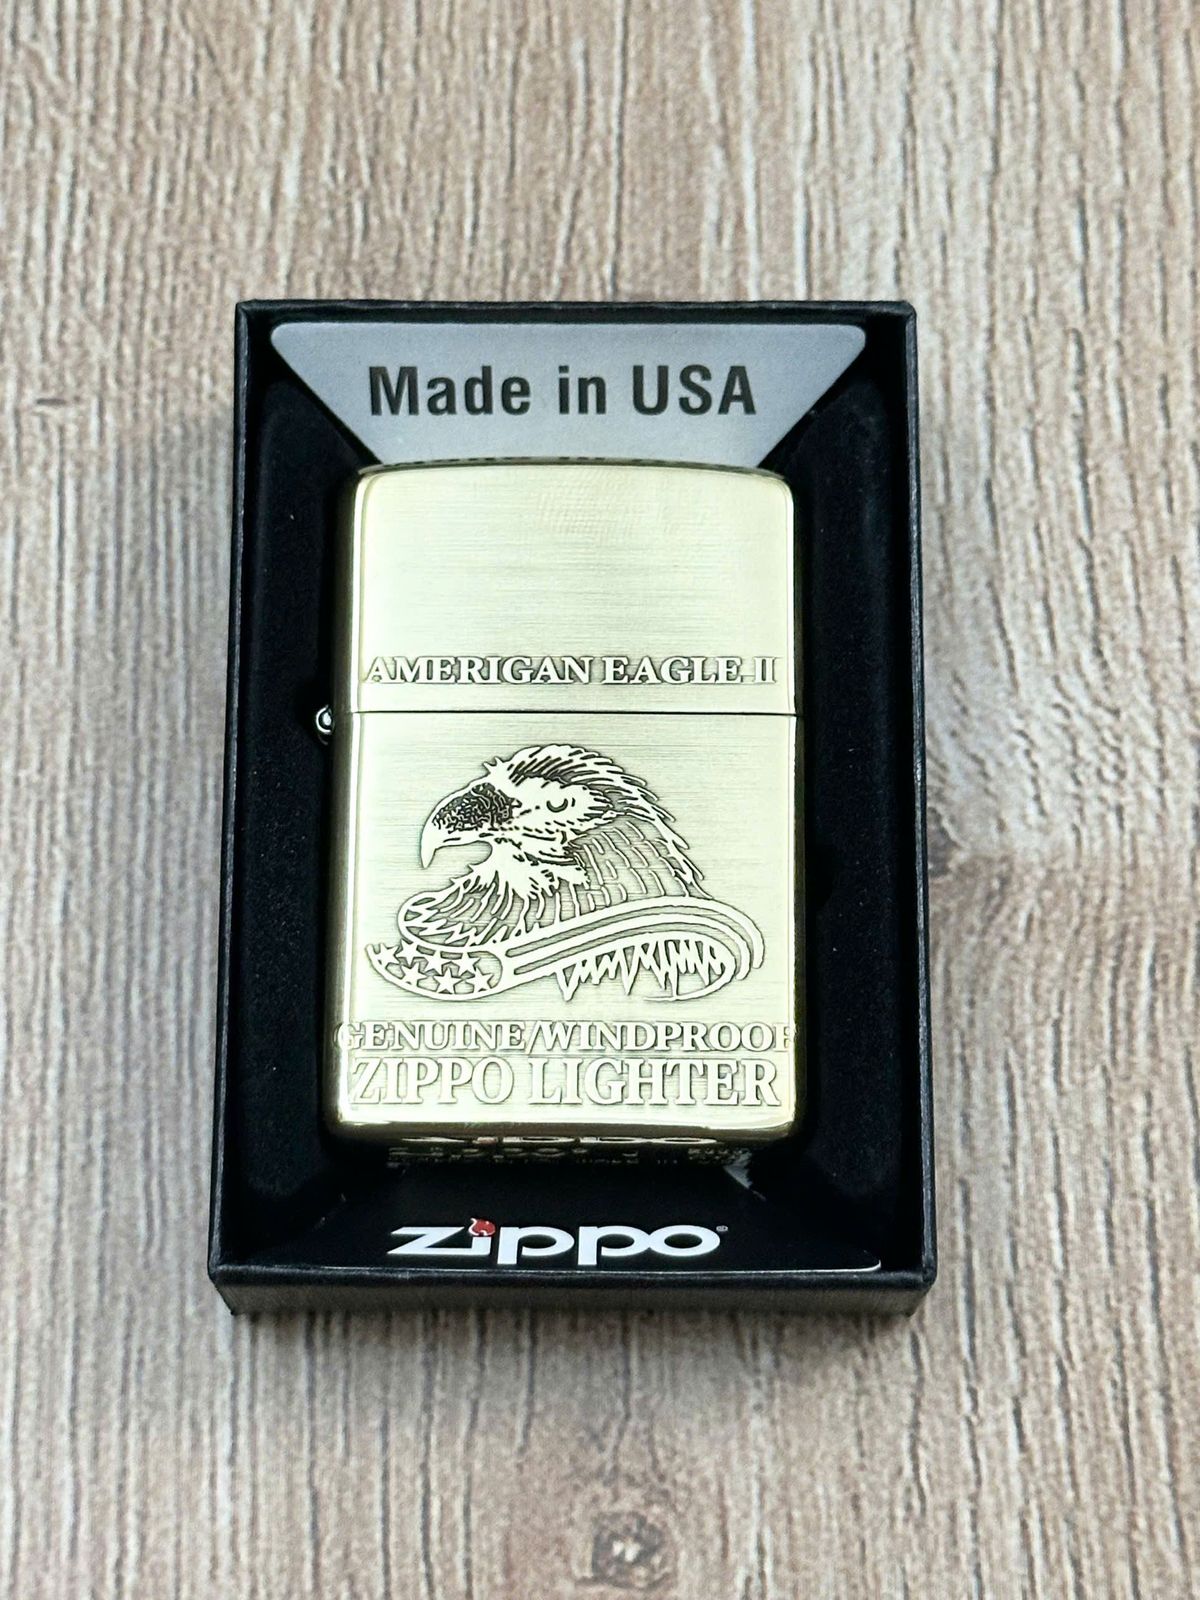 Made in USA
AMERIGAN EAGLE II
GENUINE/WINDPROOF
ZIPPO LIGHTER
zippo